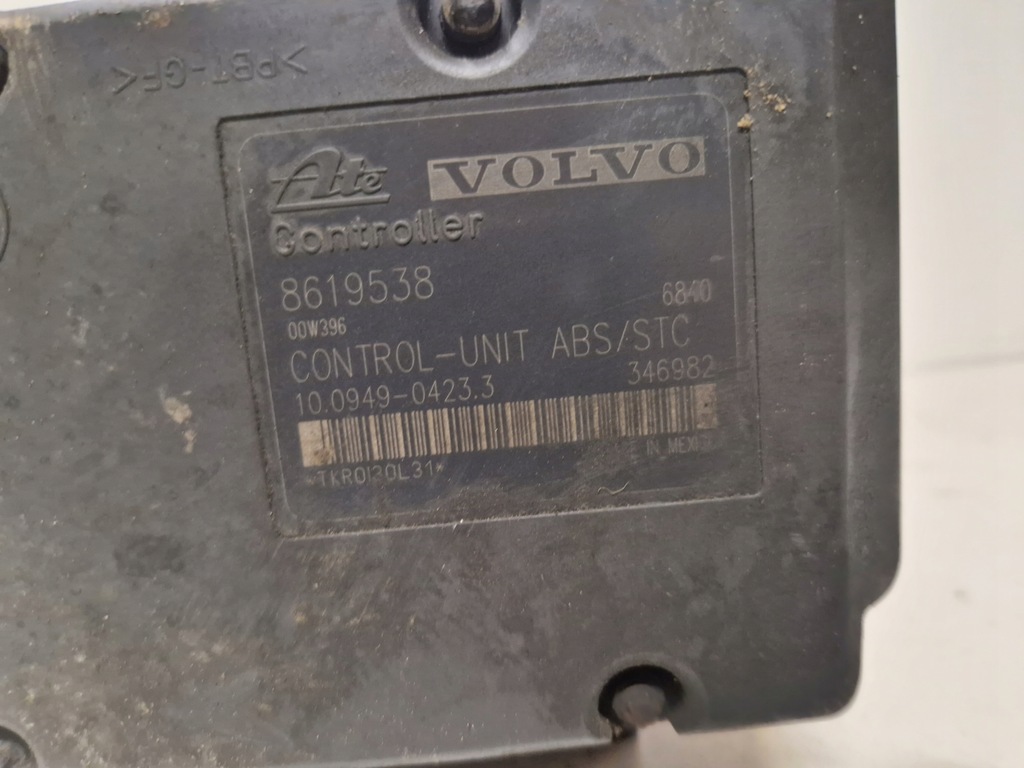 >PBT-GF<
Ate VOLVO
Controller
8619538 6840
00W396
CONTROL-UNIT ABS/STC
10.0949-0423.3 346982
IN MEXICO